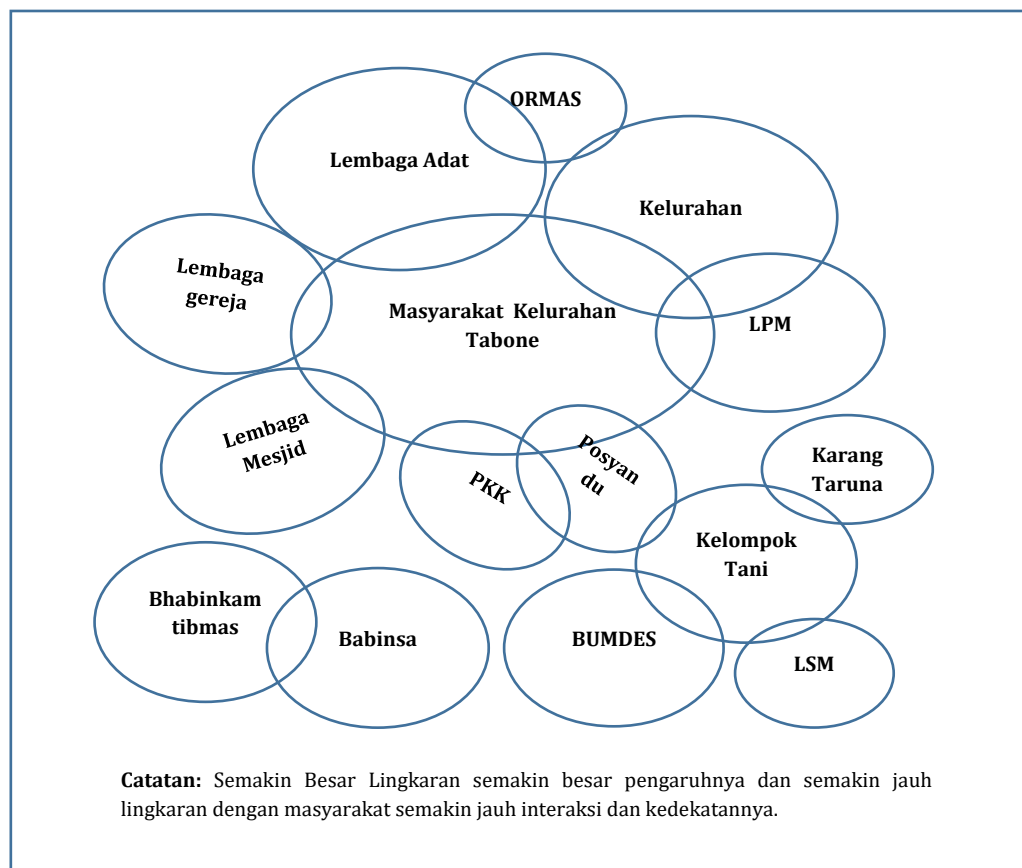 ORMAS
Lembaga Adat
Kelurahan
Lembaga
gereja
Masyarakat Kelurahan
Tabone
LPM
Lembaga
Mesjid
PKK
Posyan
du
Karang
Taruna
Kelompok
Tani
Bhabinkam
tibmas
Babinsa
BUMDES
LSM
Catatan: Semakin Besar Lingkaran semakin besar pengaruhnya dan semakin jauh
lingkaran dengan masyarakat semakin jauh interaksi dan kedekatannya.